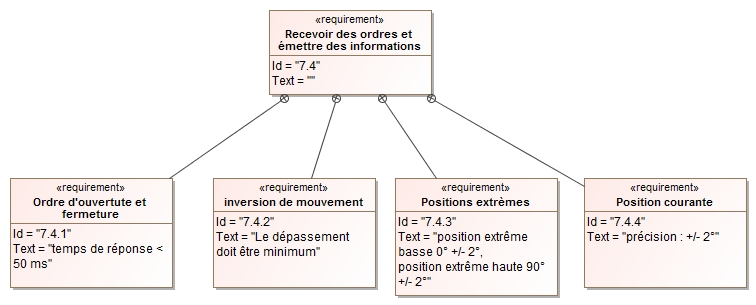 «requirement»
Recevoir des ordres et
émettre des informations
Id = "7.4"
Text = ""
«requirement»
Ordre d'ouvertute et
fermeture
Id = "7.4.1"
Text = "temps de réponse <
50 ms"
«requirement»
inversion de mouvement
Id = "7.4.2"
Text = "Le dépassement
doit être minimum"
«requirement»
Positions extrèmes
Id = "7.4.3"
Text = "position extrême
basse 0° +/- 2°,
position extrême haute 90°
+/- 2°"
«requirement»
Position courante
Id = "7.4.4"
Text = "précision : +/- 2°"